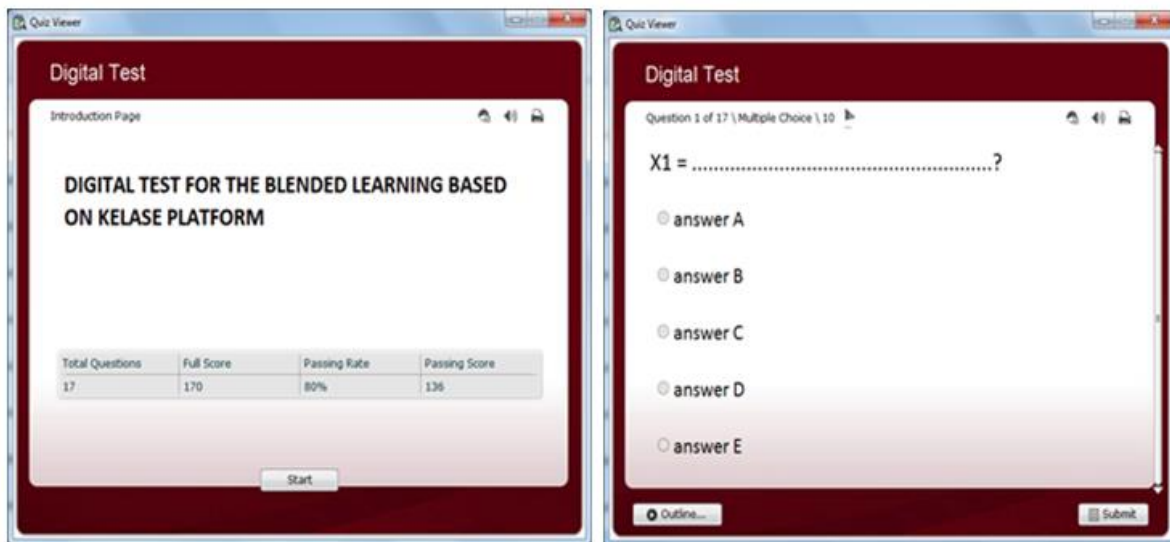 Quiz Viewer
Digital Test
Introduction Page
DIGITAL TEST FOR THE BLENDED LEARNING BASED
ON KELASE PLATFORM
Total Questions Full Score Passing Rate Passing Score
17 170 80% 136
Start
Quiz Viewer
Digital Test
Question 1 of 17 \ Multiple Choice \ 10
X1 = ........................................................?
answer A
answer B
answer C
answer D
answer E
Outline...
Submit